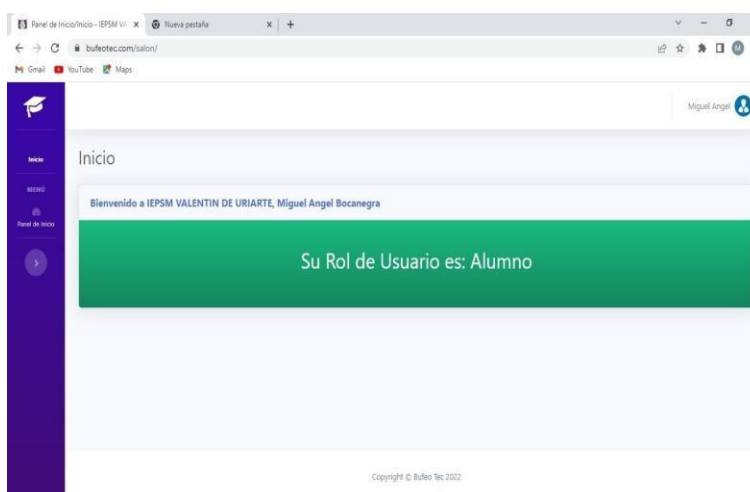 Panel de Inicio/Inicio - IEPSM V
Nueva pestaña
bufeotec.com/salon/
M
Gmail
YouTube
Maps
Miguel Angel
Inicio
Inicio
MENÚ
Panel de Inicio
Bienvenido a IEPSM VALENTIN DE URIARTE, Miguel Angel Bocanegra
Su Rol de Usuario es: Alumno
Copyright © Bufeo Tec 2022